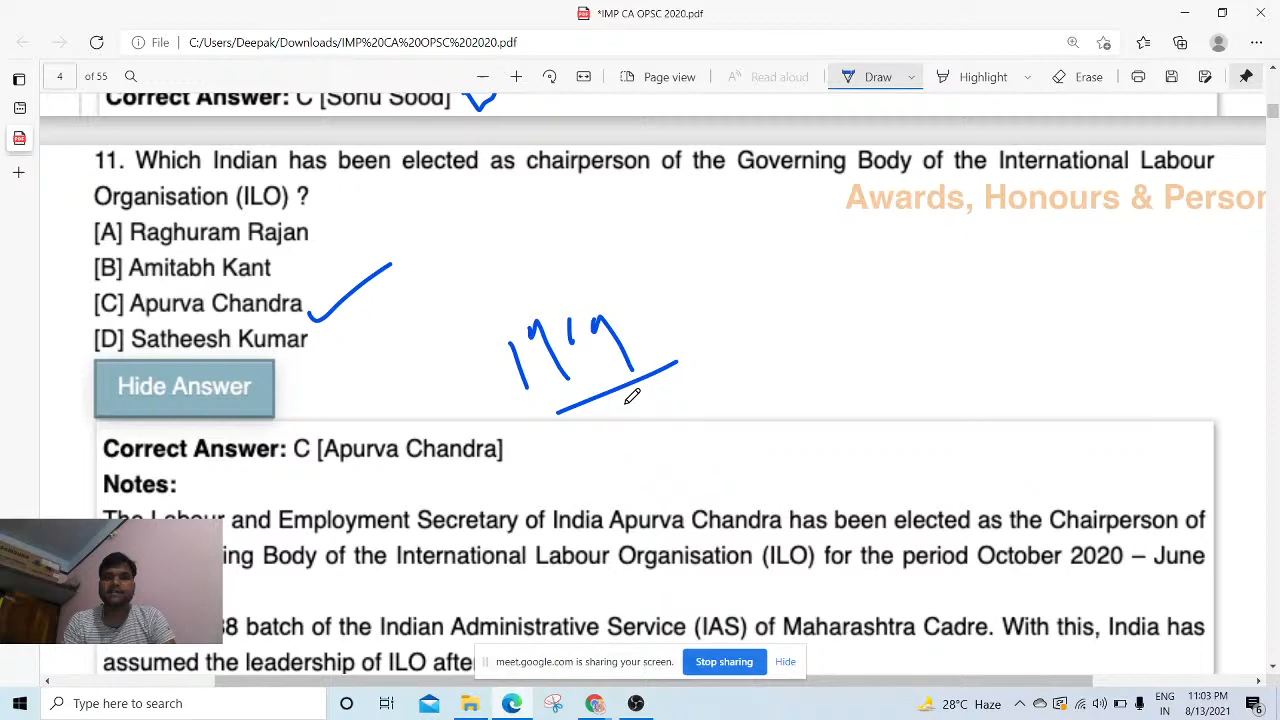 *IMP CA OPSC 2020.pdf
File C:/Users/Deepak/Downloads/IMP%20CA%20OPSC%202020.pdf
4 of 55 Page view Read aloud Draw Highlight Erase
Correct Answer: C [Sonu Sood]
11. Which Indian has been elected as chairperson of the Governing Body of the International Labour
Organisation (ILO) ?
Awards, Honours & Person
[A] Raghuram Rajan
[B] Amitabh Kant
[C] Apurva Chandra
[D] Satheesh Kumar
1919
Hide Answer
Correct Answer: C [Apurva Chandra]
Notes:
The Labour and Employment Secretary of India Apurva Chandra has been elected as the Chairperson of
ing Body of the International Labour Organisation (ILO) for the period October 2020 – June
8 batch of the Indian Administrative Service (IAS) of Maharashtra Cadre. With this, India has
assumed the leadership of ILO after
meet.google.com is sharing your screen. Stop sharing Hide
Type here to search
28°C Haze
ENG
IN
11:03 PM
8/13/2021
6